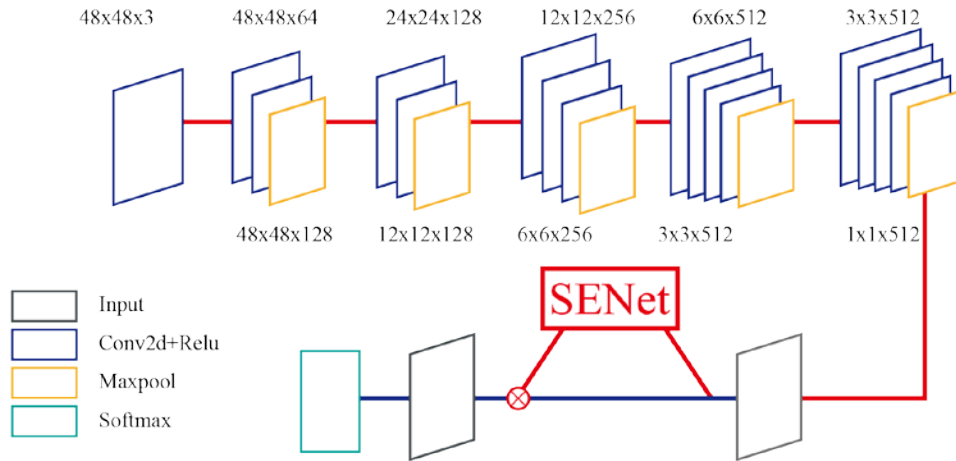 48x48x3 48x48x64 24x24x128 12x12x256 6x6x512 3x3x512
48x48x128 12x12x128 6x6x256 3x3x512 1x1x512
SENet
Input
Conv2d+Relu
Maxpool
Softmax